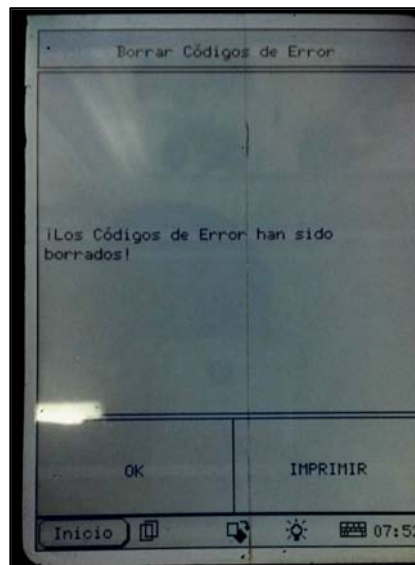 Borrar Códigos de Error
¡Los Códigos de Error han sido
borrados!
OK
IMPRIMIR
Inicio
07:52